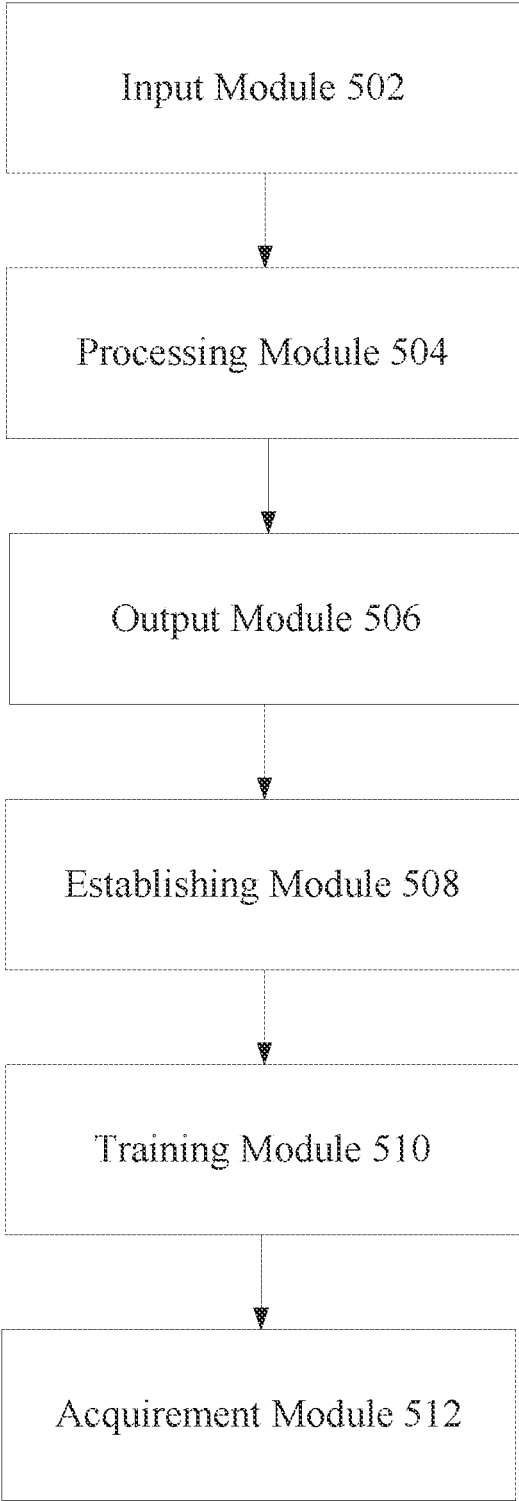 Input Module 502
Processing Module 504
Output Module 506
Establishing Module 508
Training Module 510
Acquirement Module 512